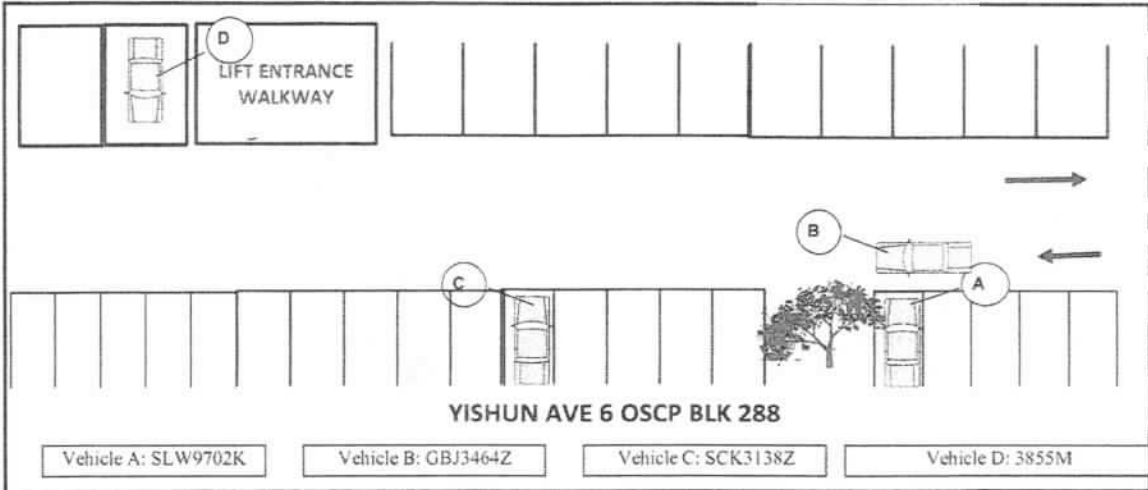 D
LIFT ENTRANCE
WALKWAY
B
C
A
YISHUN AVE 6 OSCP BLK 288
Vehicle A: SLW9702K
Vehicle B: GBJ3464Z
Vehicle C: SCK3138Z
Vehicle D: 3855M